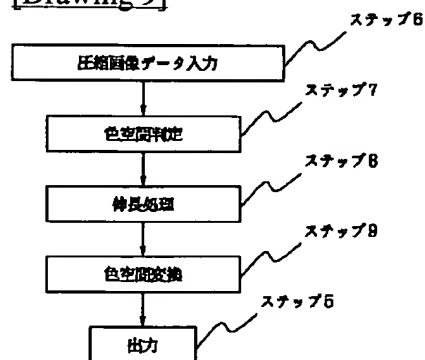 [Drawing 9]
ステップ6
圧縮画像データ入力
ステップ7
色空間判定
ステップ8
伸長処理
ステップ9
色空間変換
ステップ5
出力